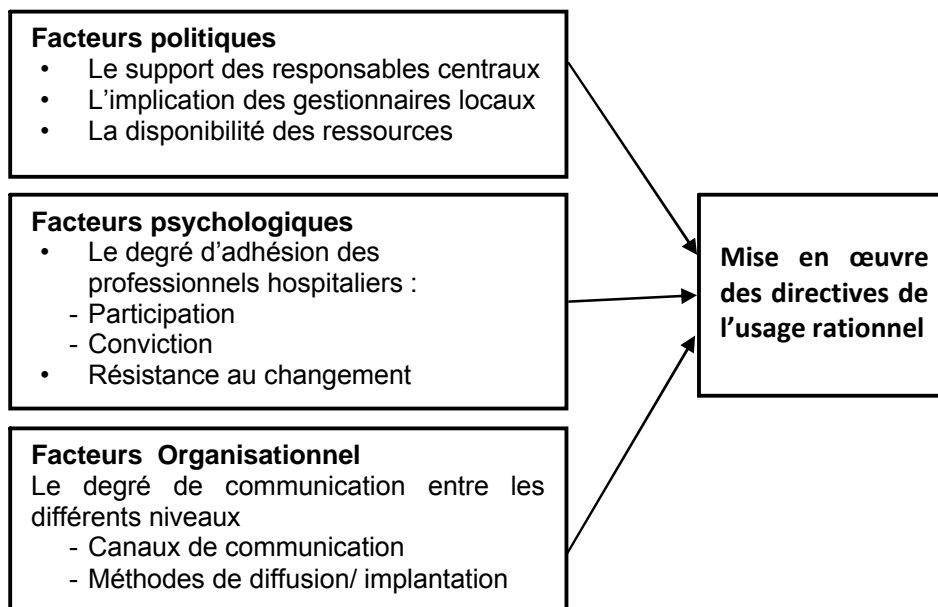 Facteurs politiques
• Le support des responsables centraux
• L'implication des gestionnaires locaux
• La disponibilité des ressources
Facteurs psychologiques
• Le degré d'adhésion des
professionnels hospitaliers :
- Participation
- Conviction
• Résistance au changement
Facteurs Organisationnel
Le degré de communication entre les
différents niveaux
- Canaux de communication
- Méthodes de diffusion/ implantation
Mise en œuvre
des directives de
l'usage rationnel